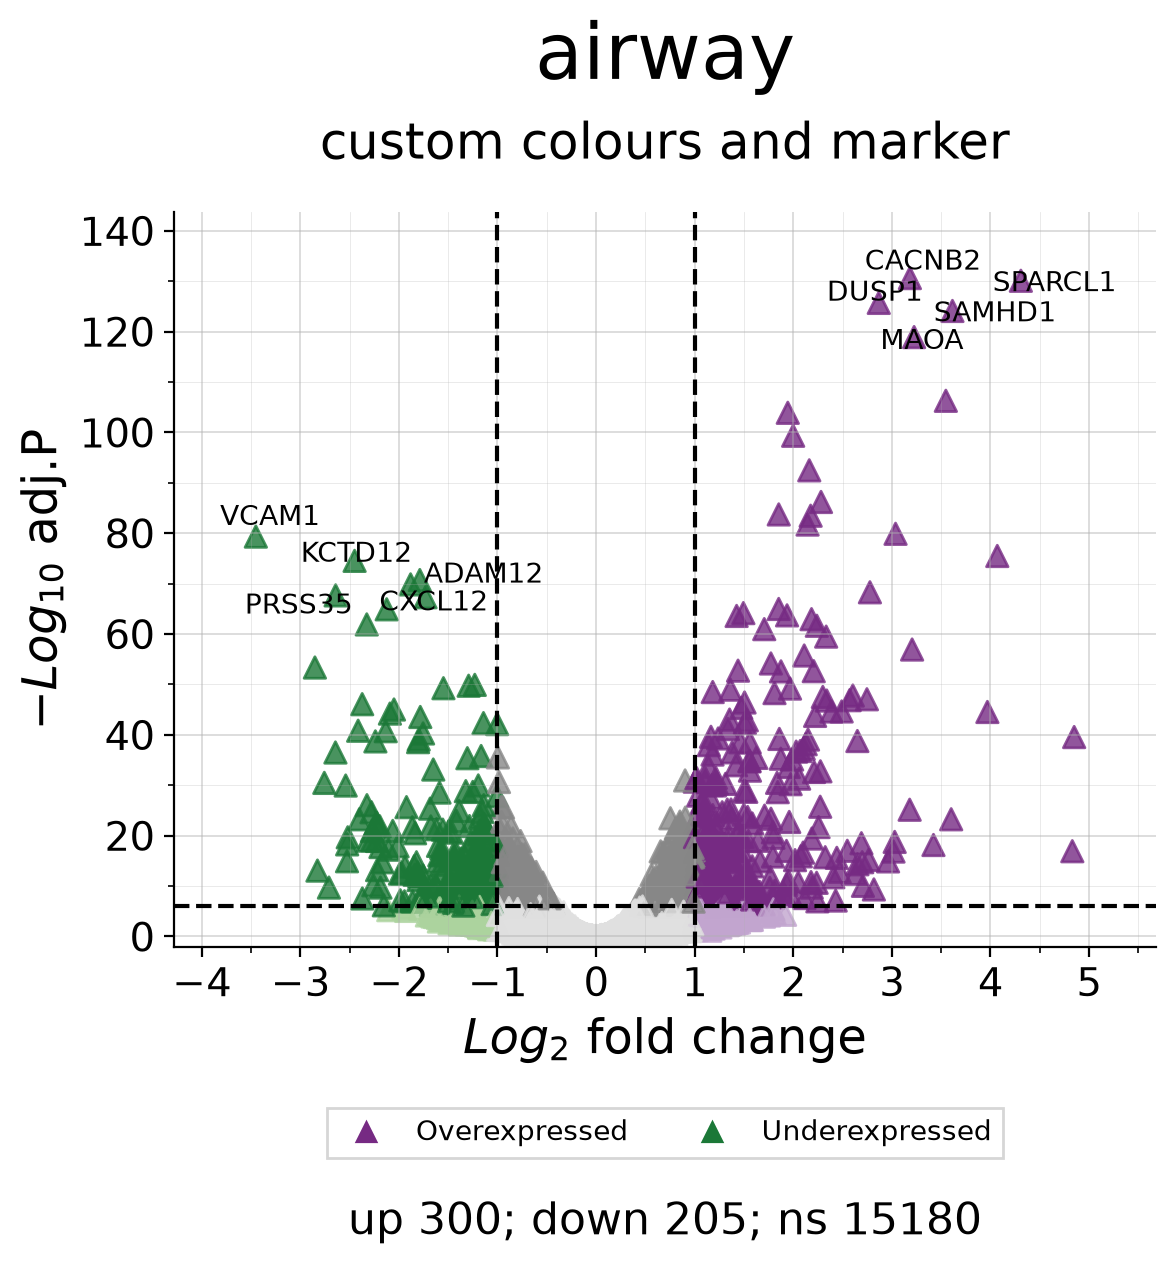 airway
custom colours and marker
140
120
100
80
60
40
20
0
−Log10 adj.P
CACNB2
SPARCL1
DUSP1
SAMHD1
MAOA
VCAM1
KCTD12
ADAM12
PRSS35
CXCL12
−4 −3 −2 −1 0 1 2 3 4 5
Log2 fold change
Overexpressed Underexpressed
up 300; down 205; ns 15180